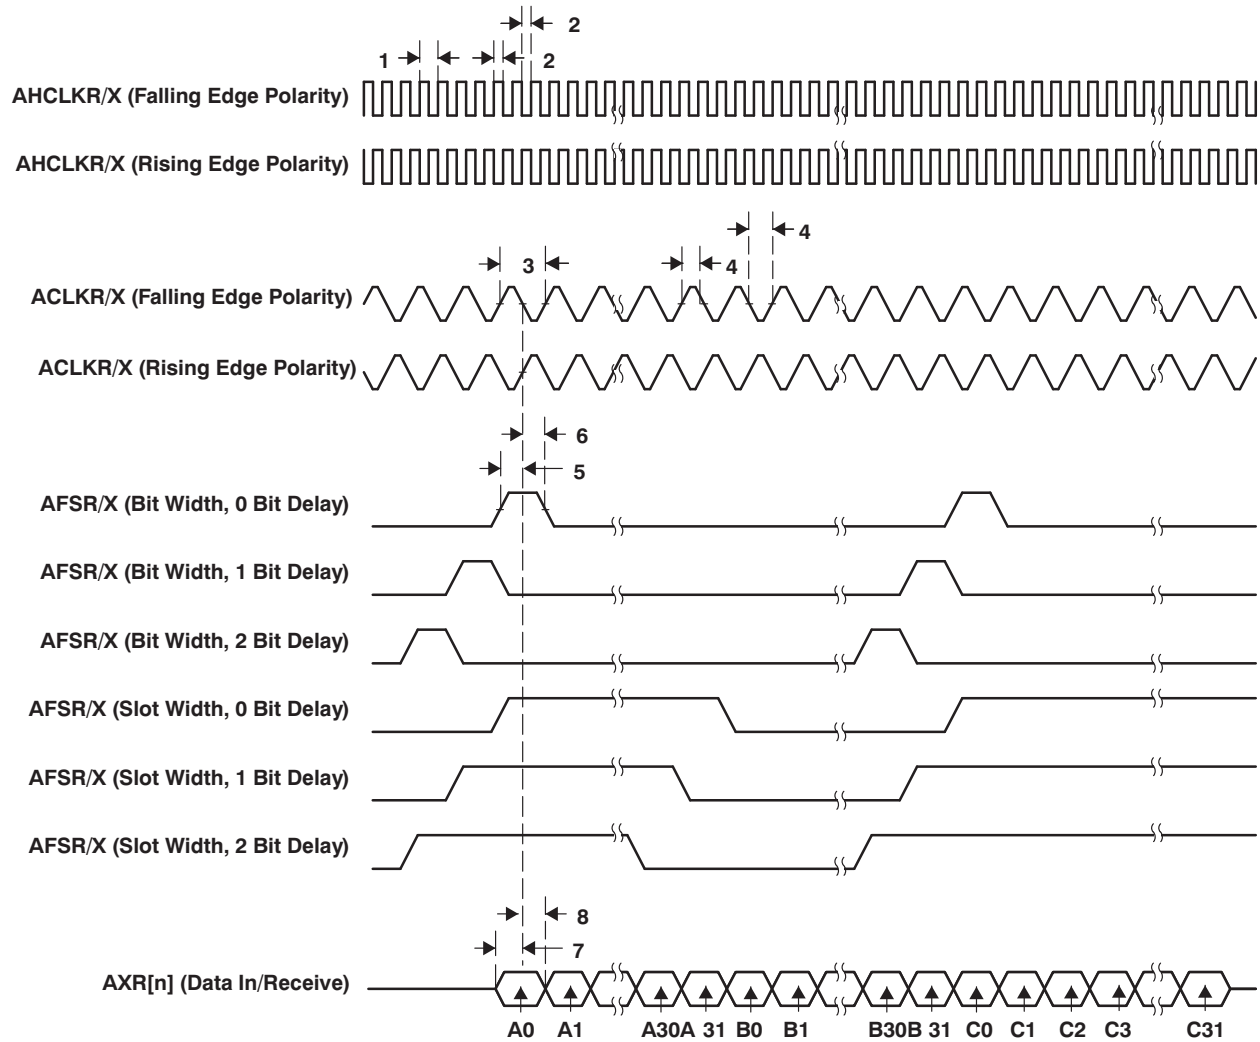 2
1
2
AHCLKR/X (Falling Edge Polarity)
AHCLKR/X (Rising Edge Polarity)
4
3
4
ACLKR/X (Falling Edge Polarity)
ACLKR/X (Rising Edge Polarity)
6
5
AFSR/X (Bit Width, 0 Bit Delay)
AFSR/X (Bit Width, 1 Bit Delay)
AFSR/X (Bit Width, 2 Bit Delay)
AFSR/X (Slot Width, 0 Bit Delay)
AFSR/X (Slot Width, 1 Bit Delay)
AFSR/X (Slot Width, 2 Bit Delay)
8
7
AXR[n] (Data In/Receive)
A0 A1 A30A 31 B0 B1 B30B 31 C0 C1 C2 C3 C31